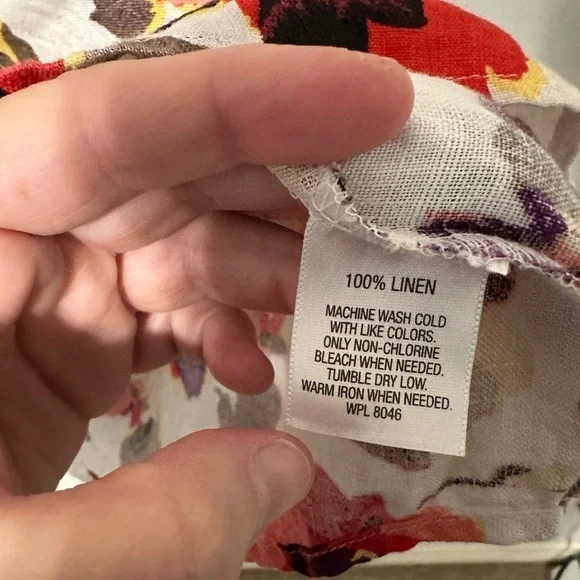 100% LINEN
MACHINE WASH COLD
WITH LIKE COLORS.
ONLY NON-CHLORINE
BLEACH WHEN NEEDED.
TUMBLE DRY LOW.
WARM IRON WHEN NEEDED.
WPL 8046